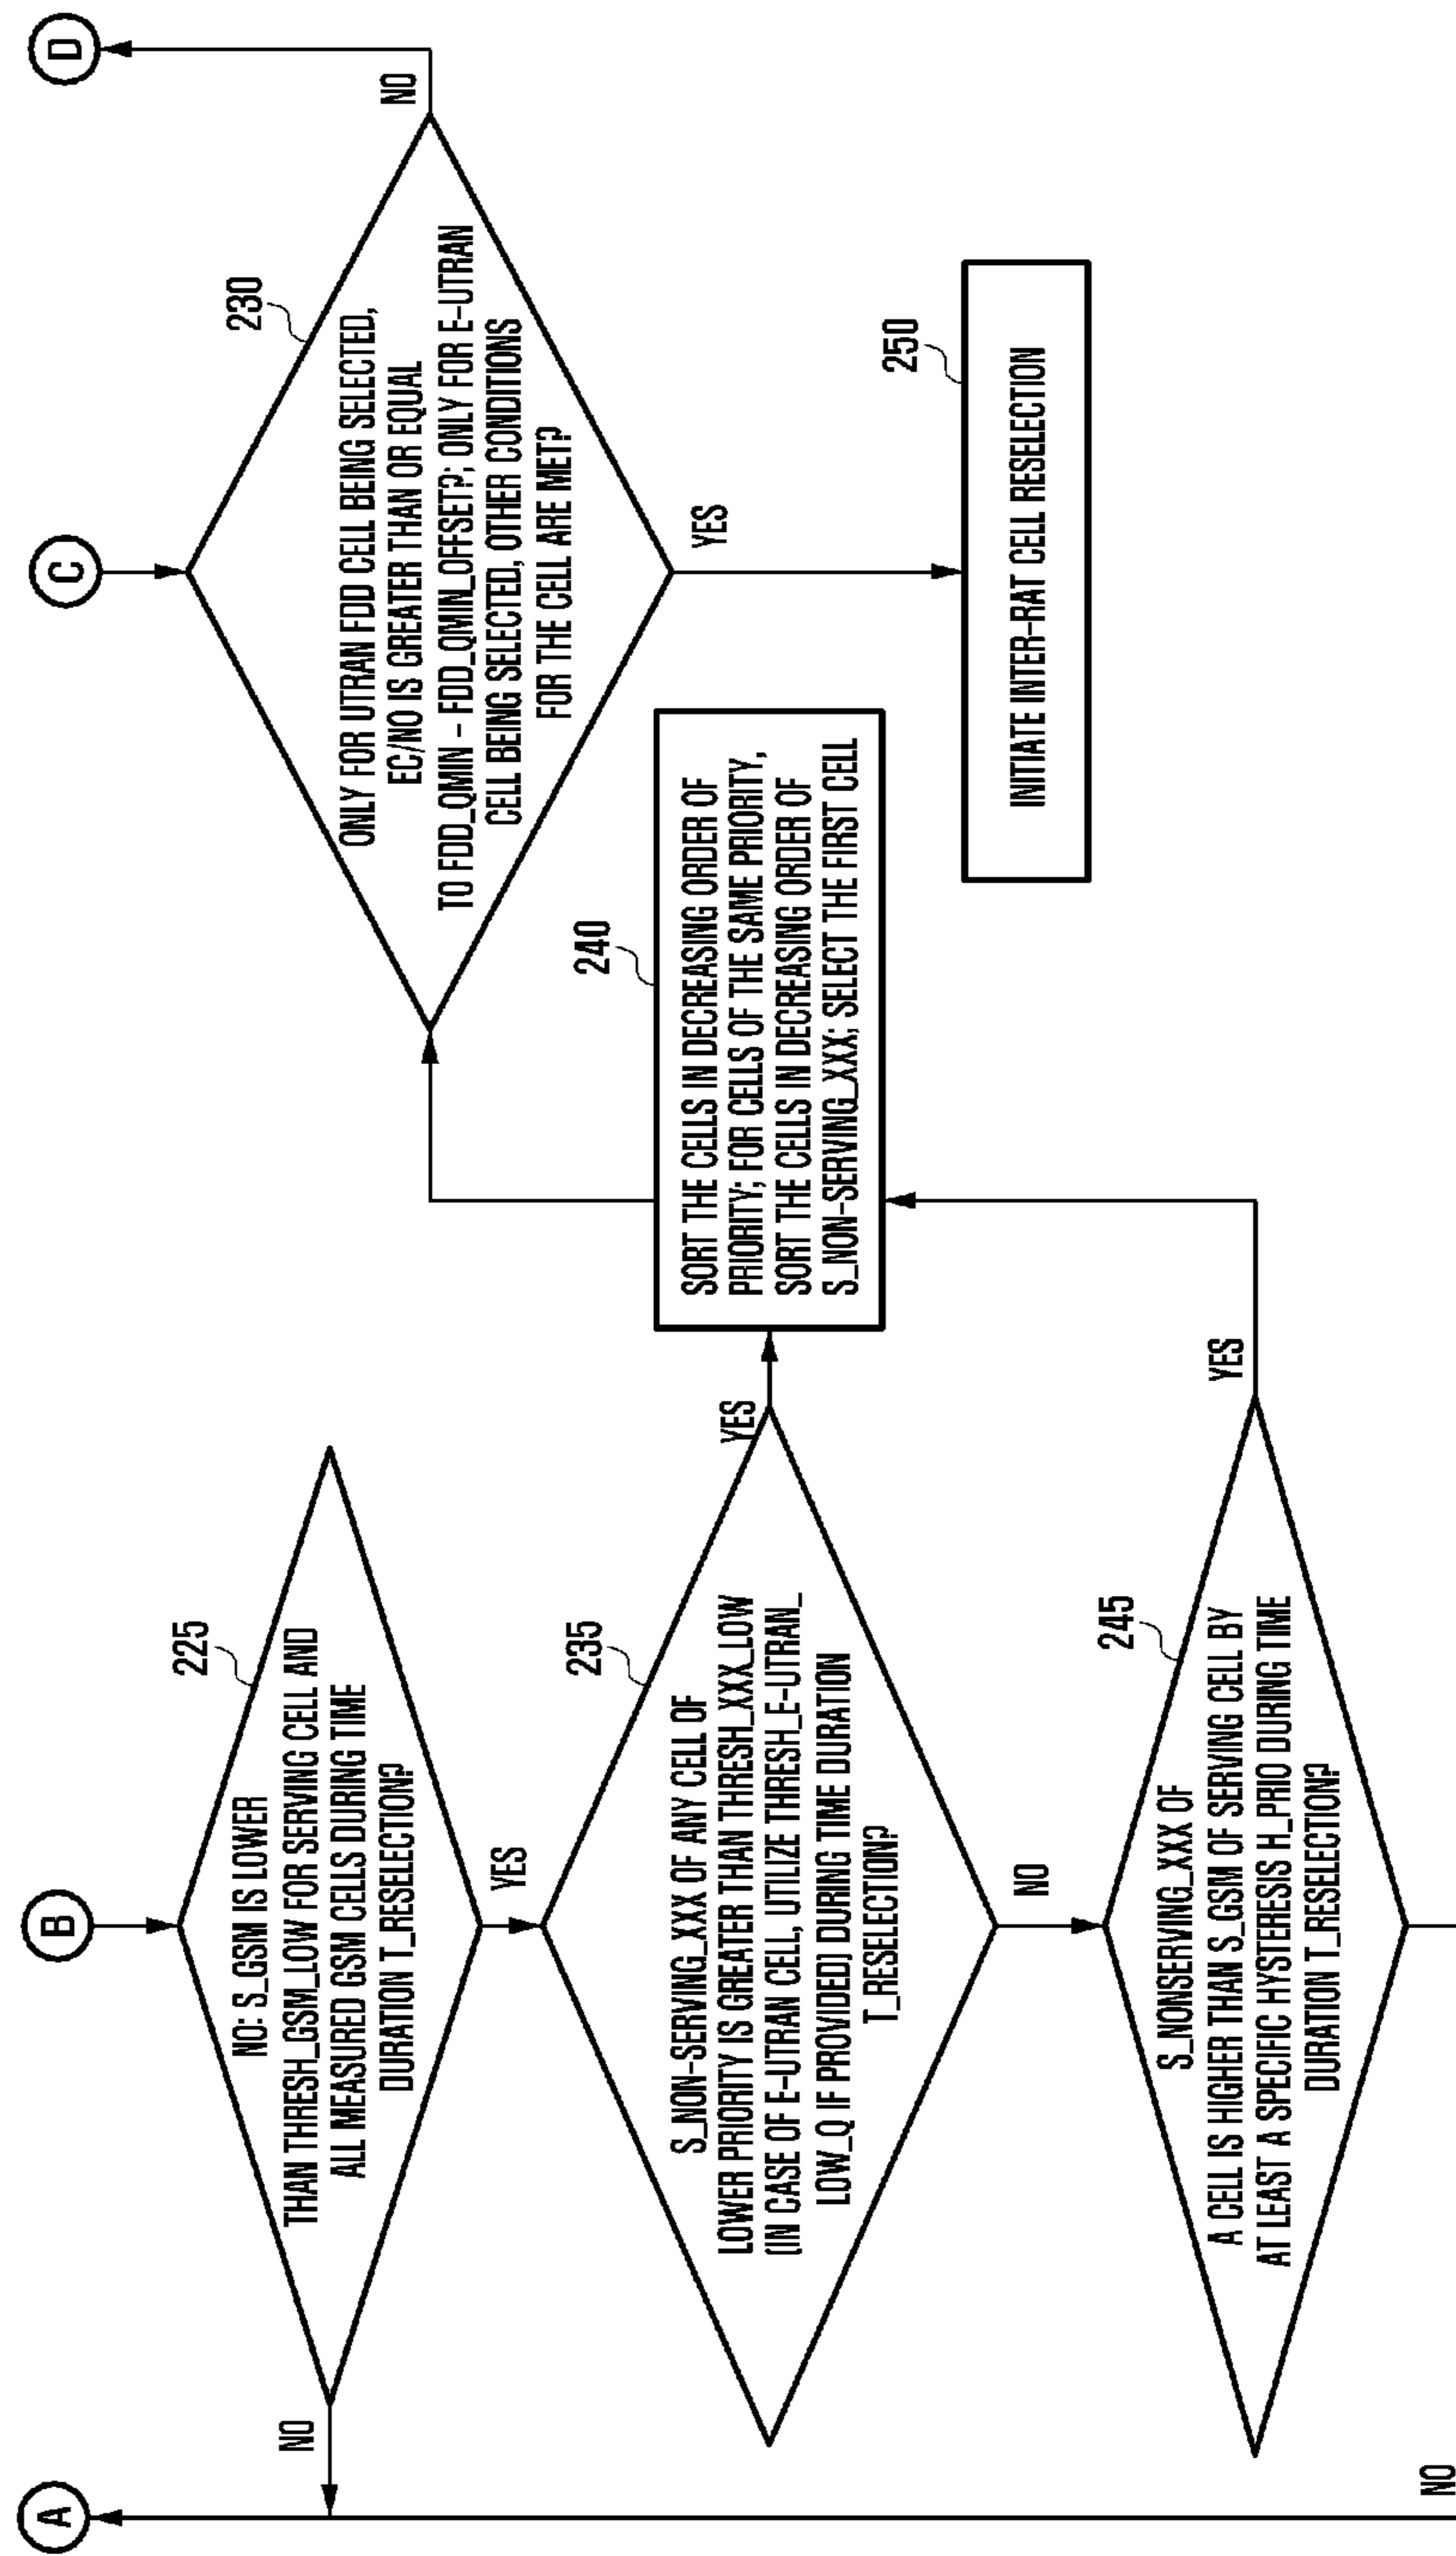 A
B
C
D
225
NO: S_GSM IS LOWER
THAN THRESH_GSM_LOW FOR SERVING CELL AND
ALL MEASURED GSM CELLS DURING TIME
DURATION T_RESELECTION?
NO
YES
230
ONLY FOR UTRAN FDD CELL BEING SELECTED,
EC/NO IS GREATER THAN OR EQUAL
TO FDD_QMIN - FDD_QMIN_OFFSET?; ONLY FOR E-UTRAN
CELL BEING SELECTED, OTHER CONDITIONS
FOR THE CELL ARE MET?
NO
YES
235
S_NON-SERVING_XXX OF ANY CELL OF
LOWER PRIORITY IS GREATER THAN THRESH_XXX_LOW
(IN CASE OF E-UTRAN CELL, UTILIZE THRESH_E-UTRAN_
LOW_Q IF PROVIDED) DURING TIME DURATION
T_RESELECTION?
YES
NO
240
SORT THE CELLS IN DECREASING ORDER OF
PRIORITY; FOR CELLS OF THE SAME PRIORITY,
SORT THE CELLS IN DECREASING ORDER OF
S_NON-SERVING_XXX; SELECT THE FIRST CELL
250
INITIATE INTER-RAT CELL RESELECTION
245
S_NONSERVING_XXX OF
A CELL IS HIGHER THAN S_GSM OF SERVING CELL BY
AT LEAST A SPECIFIC HYSTERESIS H_PRIO DURING TIME
DURATION T_RESELECTION?
YES
NO